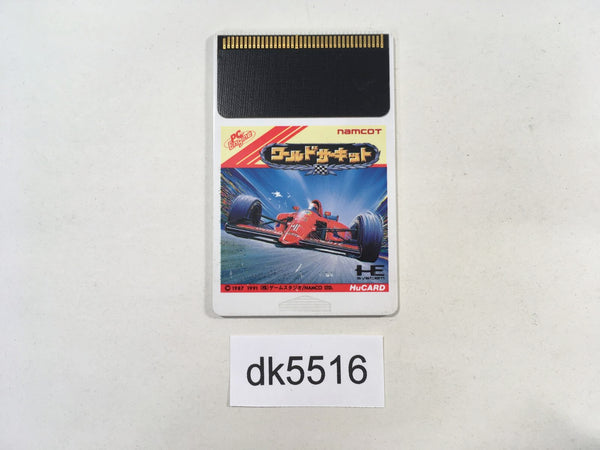 PC Engine
namcot
ワールドサーキット
HE SYSTEM
© 1987 1991 (株)ゲームスタジオ/NAMCO LTD.
HuCARD
dk5516